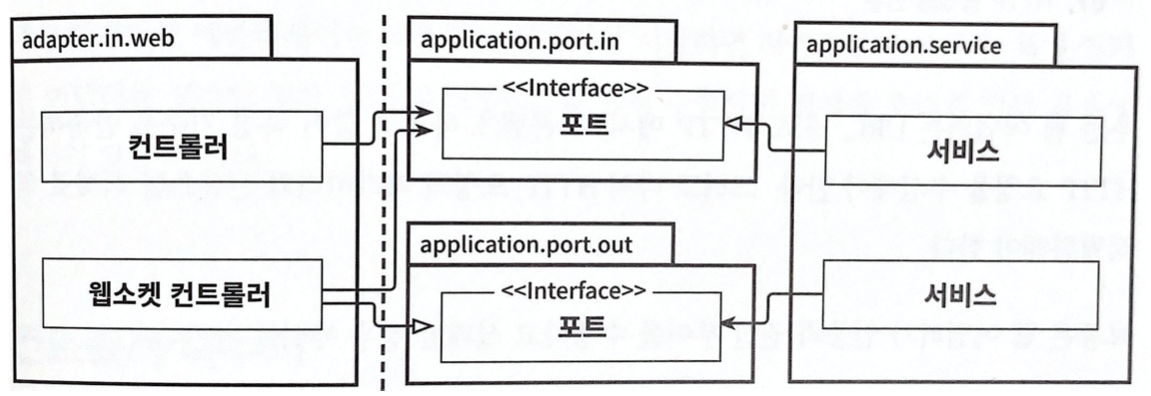 adapter.in.web
컨트롤러
웹소켓 컨트롤러
application.port.in
<<Interface>>
포트
application.port.out
<<Interface>>
포트
application.service
서비스
서비스